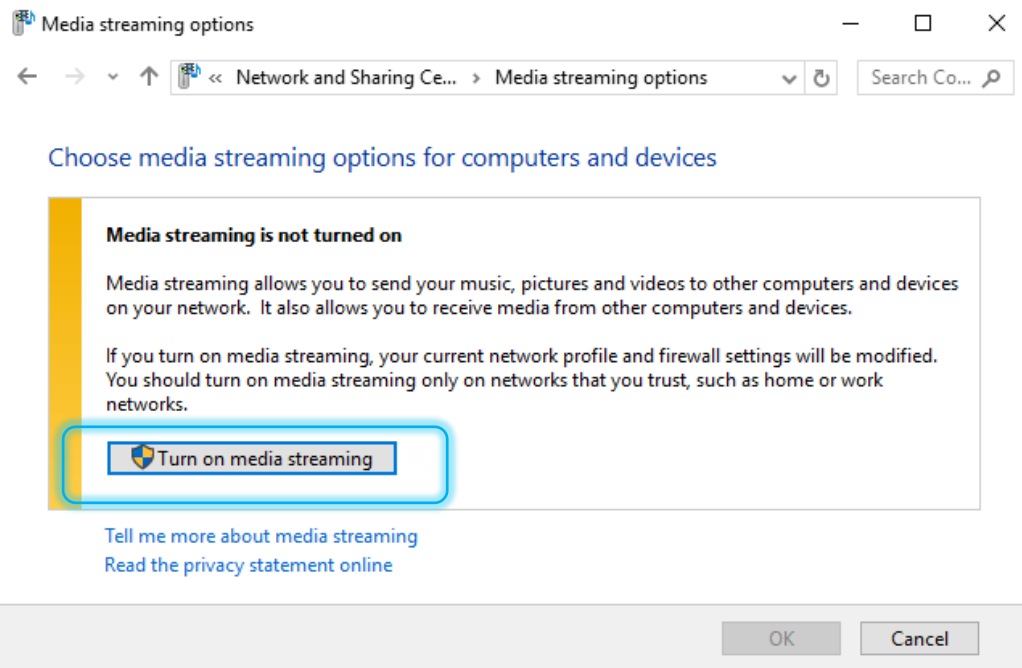 Media streaming options
« Network and Sharing Ce... › Media streaming options
Search Co...
Choose media streaming options for computers and devices
Media streaming is not turned on
Media streaming allows you to send your music, pictures and videos to other computers and devices
on your network.  It also allows you to receive media from other computers and devices.
If you turn on media streaming, your current network profile and firewall settings will be modified.
You should turn on media streaming only on networks that you trust, such as home or work
networks.
Turn on media streaming
Tell me more about media streaming
Read the privacy statement online
OK
Cancel